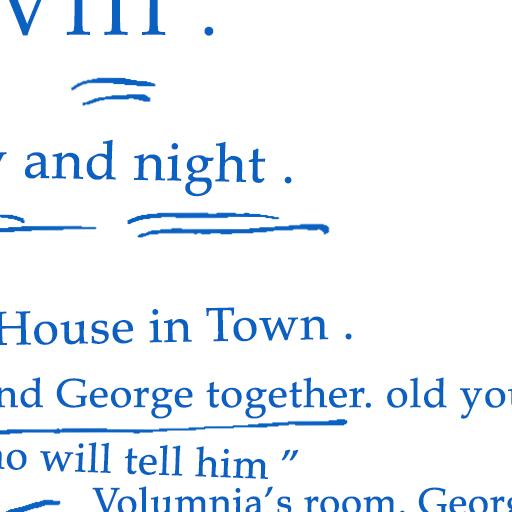 VIII .
and night .
House in Town .
nd George together. old you
no will tell him "
Volumnia's room. Georg